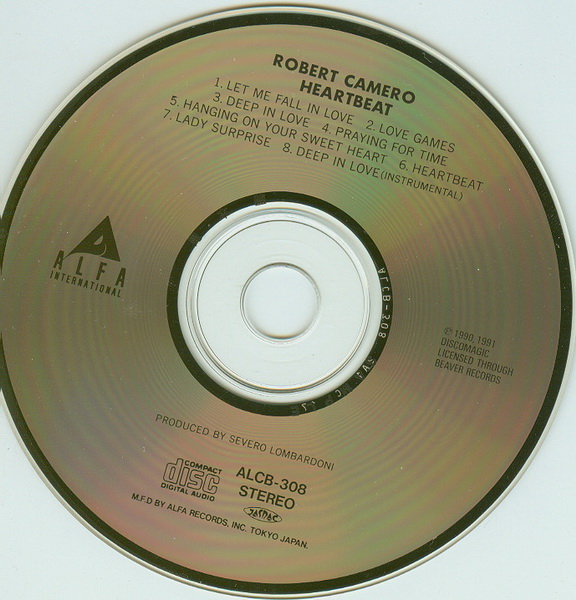 ROBERT CAMERO
HEARTBEAT
1. LET ME FALL IN LOVE 2. LOVE GAMES
3. DEEP IN LOVE 4. PRAYING FOR TIME
5. HANGING ON YOUR SWEET HEART 6. HEARTBEAT
7. LADY SURPRISE 8. DEEP IN LOVE (INSTRUMENTAL)
ALFA
INTERNATIONAL
ALCB-308
℗ 1990, 1991
DISCOMAGIC
LICENSED THROUGH
BEAVER RECORDS
PRODUCED BY SEVERO LOMBARDONI
COMPACT
disc
DIGITAL AUDIO
ALCB-308
STEREO
JASRAC
M.F.D BY ALFA RECORDS, INC. TOKYO JAPAN.